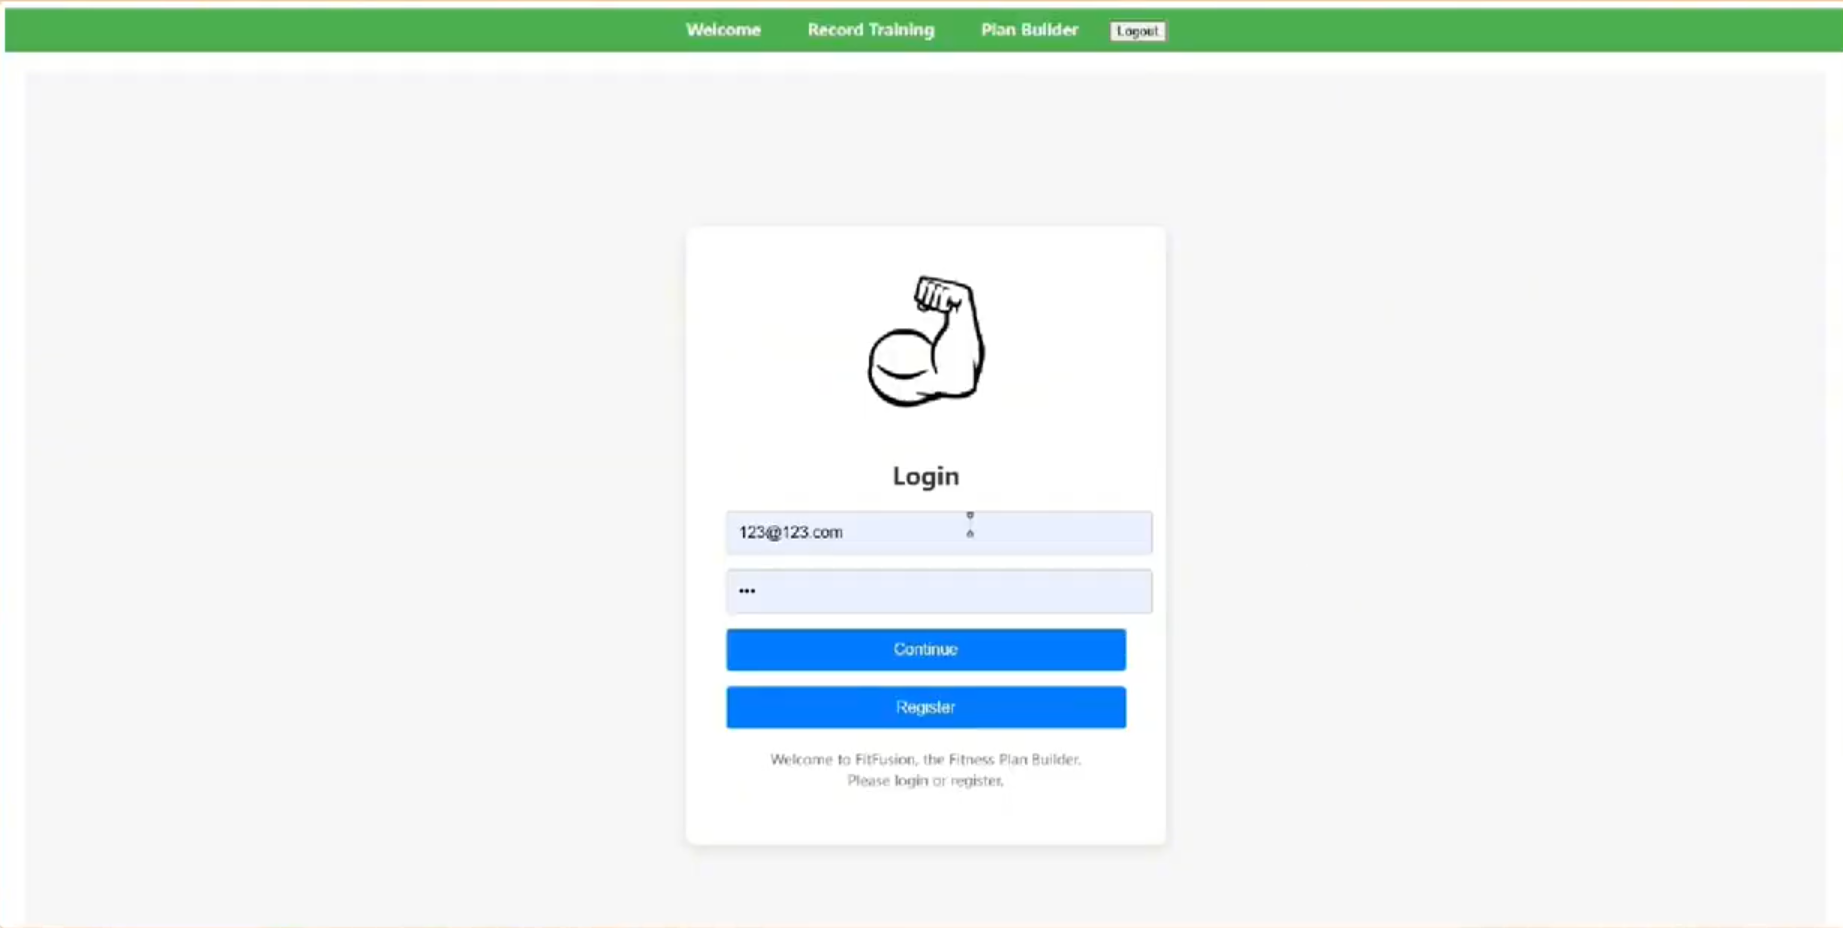 Welcome Record Training Plan Builder Logout
Login
123@123.com
•••
Continue
Register
Welcome to FitFusion, the Fitness Plan Builder.
Please login or register.